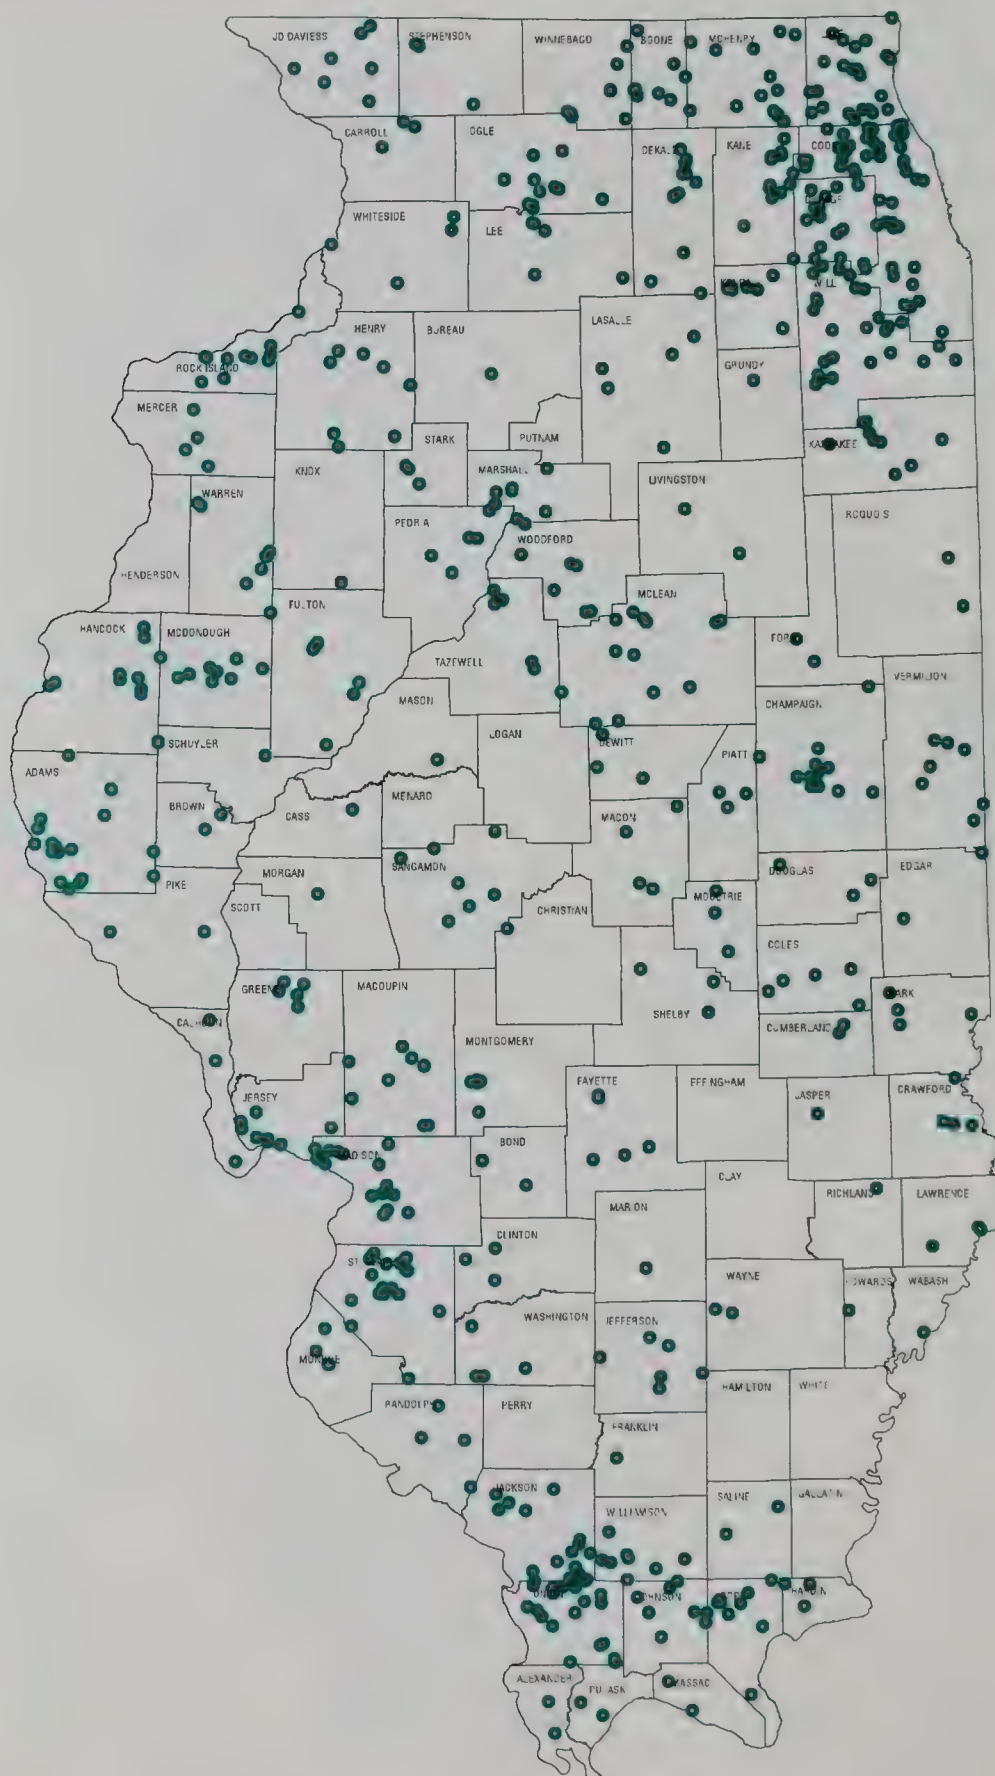 JO DAVIESS
STEPHENSON
WINNEBAGO
BOONE
MCHENRY
CARROLL
OGLE
KANE
WHITESIDE
LEE
HENRY
BUREAU
LASALLE
ROCK ISLAND
GRUNDY
MERCER
STARK
PUTNAM
KNOX
MARSHALL
LIVINGSTON
WARREN
PEORIA
WOODFORD
HENDERSON
FULTON
MCLEAN
HANCOCK
MCDONOUGH
TAZEWELL
VERMILION
MASON
CHAMPAIGN
LOGAN
SCHUYLER
DEWITT
PIATT
ADAMS
MENARD
BROWN
CASS
MACON
SANGAMON
DOUGLAS
EDGAR
MORGAN
PIKE
MOULTRIE
SCOTT
CHRISTIAN
COLES
GREENE
MACOUPIN
SHELBY
CUMBERLAND
MONTGOMERY
FAYETTE
EFFINGHAM
JASPER
CRAWFORD
JERSEY
BOND
CLAY
RICHLAND
LAWRENCE
MARION
CLINTON
WAYNE
WABASH
WASHINGTON
JEFFERSON
HAMILTON
WHITE
RANDOLPH
PERRY
FRANKLIN
JACKSON
SALINE
GALLATIN
WILLIAMSON
HARDIN
ALEXANDER
PULASKI
MASSAC